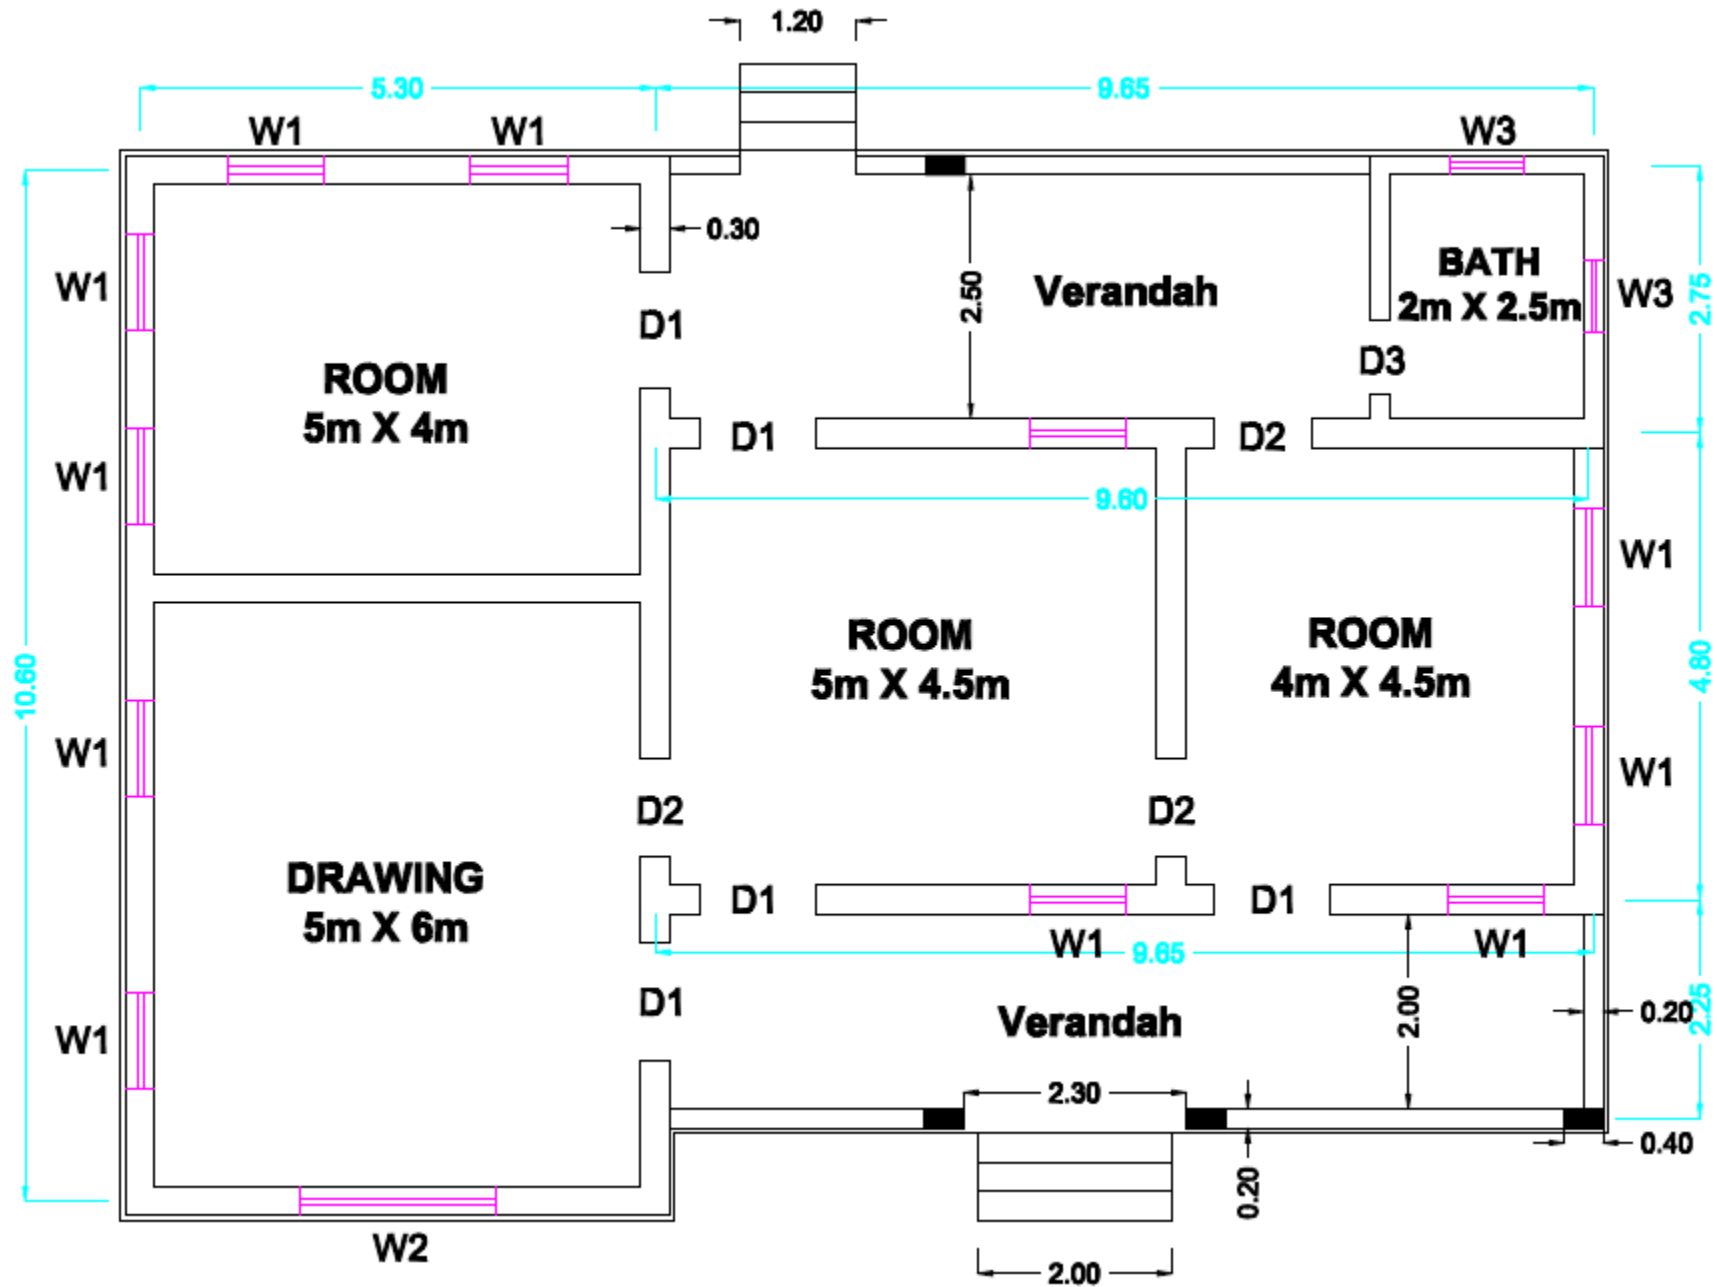 1.20
5.30
9.65
W1
W1
W3
0.30
W1
2.50
Verandah
BATH
2m X 2.5m
W3
2.75
D1
D3
ROOM
5m X 4m
D1
D2
W1
9.60
W1
ROOM
5m X 4.5m
ROOM
4m X 4.5m
10.60
4.80
W1
W1
D2
D2
DRAWING
5m X 6m
D1
D1
W1
9.65
W1
W1
D1
Verandah
2.00
0.20
2.25
2.30
0.20
0.40
W2
2.00